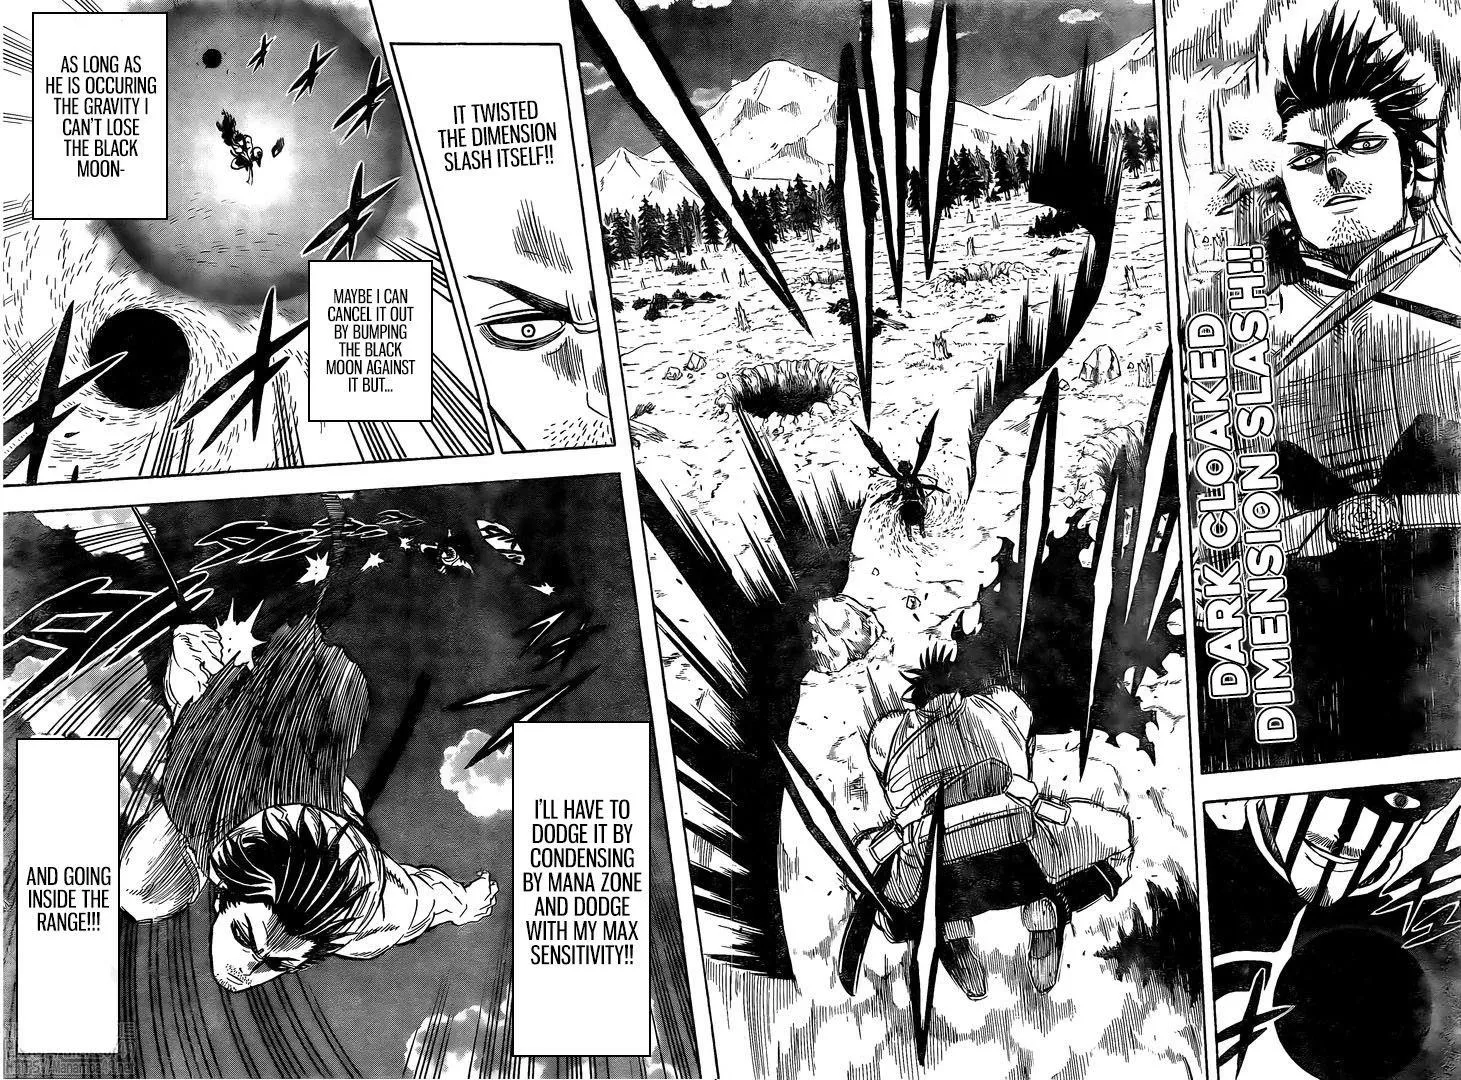 DARK CLOAKED
DIMENSION SLASH!!!
IT TWISTED
THE DIMENSION
SLASH ITSELF!!
AS LONG AS
HE IS OCCURING
THE GRAVITY I
CAN'T LOSE
THE BLACK
MOON-
MAYBE I CAN
CANCEL IT OUT
BY BUMPING
THE BLACK
MOON AGAINST
IT BUT...
I'LL HAVE TO
DODGE IT BY
CONDENSING
BY MANA ZONE
AND DODGE
WITH MY MAX
SENSITIVITY!!
AND GOING
INSIDE THE
RANGE!!!